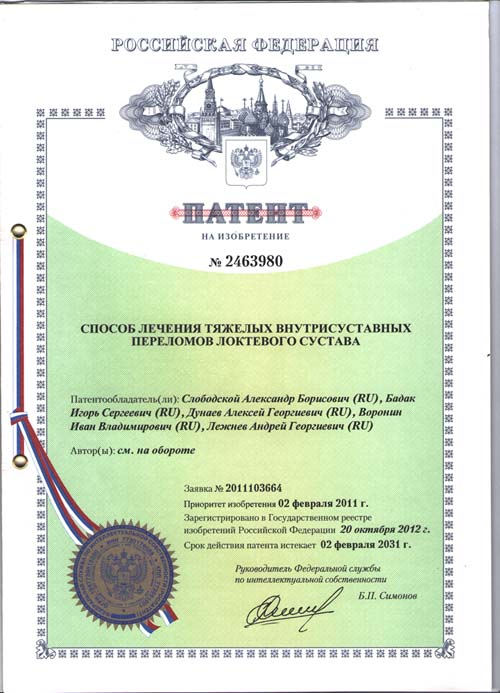 РОССИЙСКАЯ ФЕДЕРАЦИЯ
ПАТЕНТ
НА ИЗОБРЕТЕНИЕ
№ 2463980
СПОСОБ ЛЕЧЕНИЯ ТЯЖЕЛЫХ ВНУТРИСУСТАВНЫХ
ПЕРЕЛОМОВ ЛОКТЕВОГО СУСТАВА
Патентообладатель(ли): Слободской Александр Борисович (RU), Бадак
Игорь Сергеевич (RU), Дунаев Алексей Георгиевич (RU), Воронин
Иван Владимирович (RU), Лежнев Андрей Георгиевич (RU)
Автор(ы): см. на обороте
Заявка № 2011103664
Приоритет изобретения 02 февраля 2011 г.
Зарегистрировано в Государственном реестре
изобретений Российской Федерации 20 октября 2012 г.
Срок действия патента истекает 02 февраля 2031 г.
Руководитель Федеральной службы
по интеллектуальной собственности
Б.П. Симонов